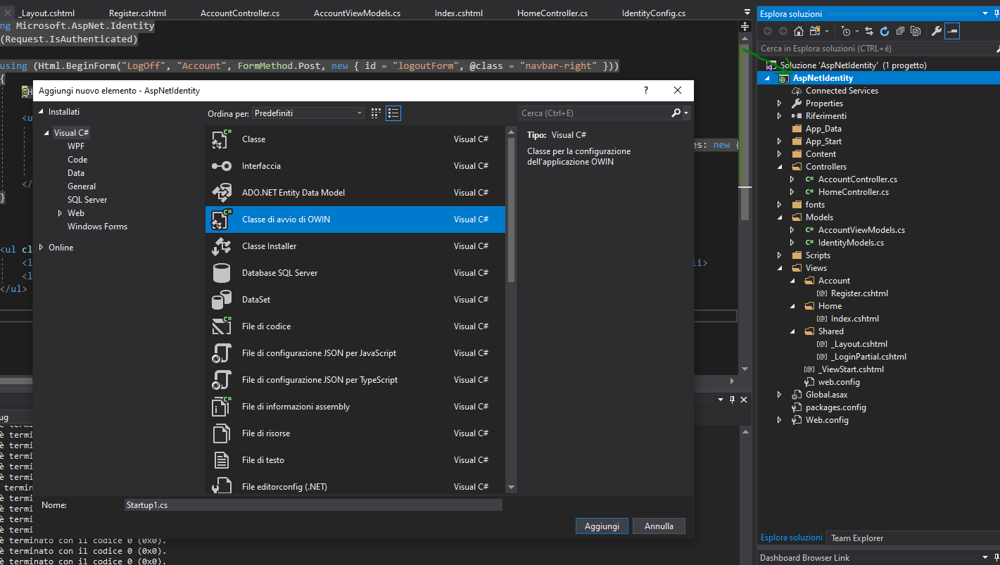 _Layout.cshtml Register.cshtml AccountController.cs AccountViewModels.cs Index.cshtml HomeController.cs IdentityConfig.cs
ng Microsoft.AspNet.Identity
(Request.IsAuthenticated)
using (Html.BeginForm("LogOff", "Account", FormMethod.Post, new { id = "logoutForm", @class = "navbar-right" }))
{
@H
<u
es: new {
</
}
<ul cl
<l
li>
<l
</ul>
Aggiungi nuovo elemento - AspNetIdentity
?
Installati
Visual C#
WPF
Code
Data
General
SQL Server
Web
Windows Forms
Online
Ordina per: Predefiniti
Cerca (Ctrl+E)
Classe Visual C#
Interfaccia Visual C#
ADO.NET Entity Data Model Visual C#
Classe di avvio di OWIN Visual C#
Classe Installer Visual C#
Database SQL Server Visual C#
DataSet Visual C#
File di codice Visual C#
File di configurazione JSON per JavaScript Visual C#
File di configurazione JSON per TypeScript Visual C#
File di informazioni assembly Visual C#
File di risorse Visual C#
File di testo Visual C#
File editorconfig (.NET) Visual C#
Tipo: Visual C#
Classe per la configurazione
dell'applicazione OWIN
Nome: Startup1.cs
Aggiungi Annulla
ug
è termi
è termi
è termi
è termi
è termi
termin
è termi
è termi
è termi
è termi
è terminato con il codice 0 (0x0).
è terminato con il codice 0 (0x0).
è terminato con il codice 0 (0x0).
Esplora soluzioni
Cerca in Esplora soluzioni (CTRL+è)
Soluzione 'AspNetIdentity' (1 progetto)
AspNetIdentity
Connected Services
Properties
Riferimenti
App_Data
App_Start
Content
Controllers
C# AccountController.cs
C# HomeController.cs
fonts
Models
C# AccountViewModels.cs
C# IdentityModels.cs
Scripts
Views
Account
[@] Register.cshtml
Home
[@] Index.cshtml
Shared
[@] _Layout.cshtml
[@] _LoginPartial.cshtml
[@] _ViewStart.cshtml
web.config
Global.asax
packages.config
Web.config
Esplora soluzioni Team Explorer
Dashboard Browser Link